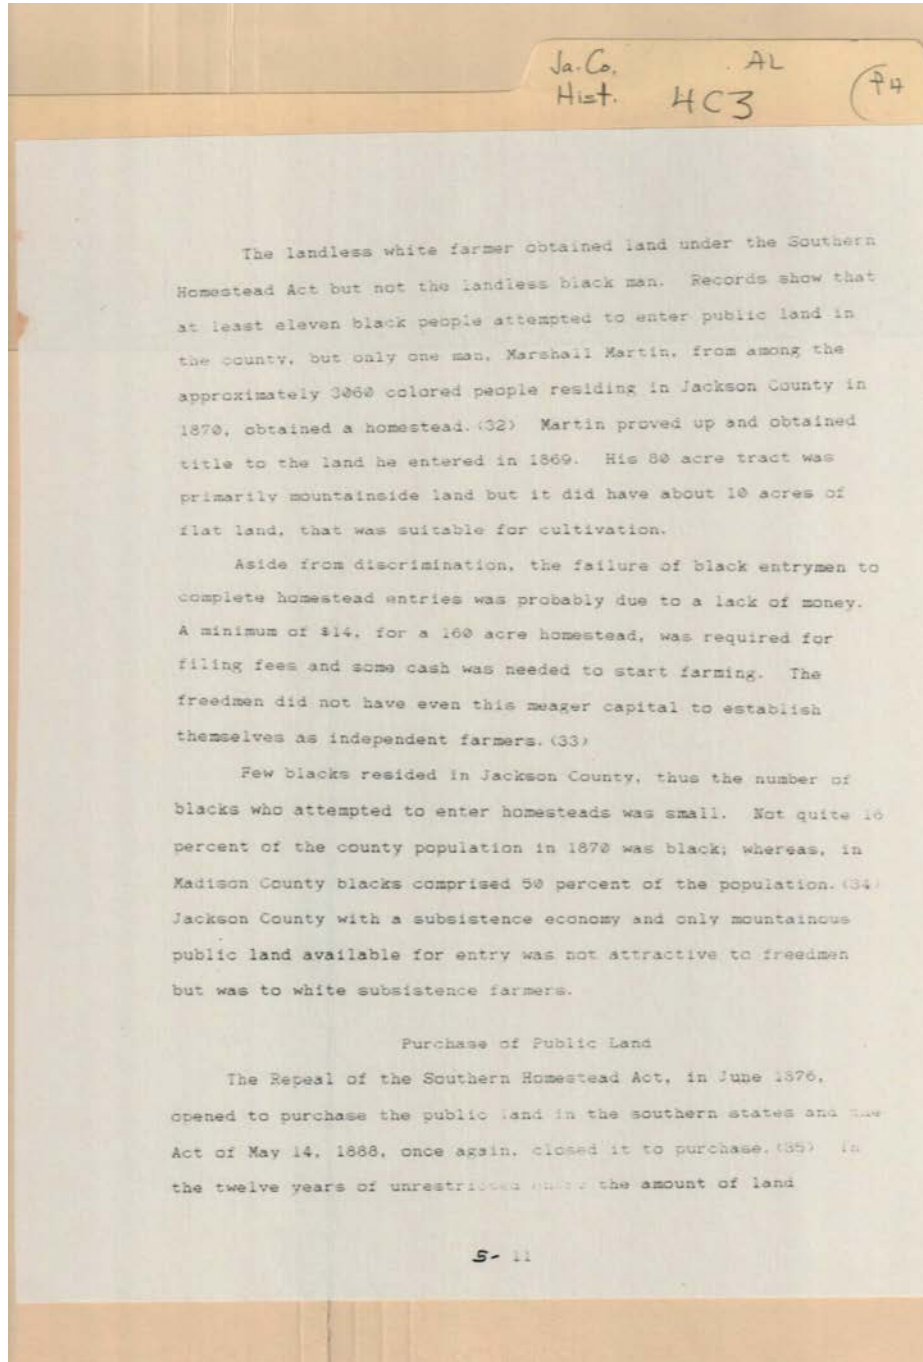 Ja. Co. AL
Hist. 4C3 P4
The landless white farmer obtained land under the Southern
Homestead Act but not the landless black man. Records show that
at least eleven black people attempted to enter public land in
the county, but only one man, Marshall Martin, from among the
approximately 3060 colored people residing in Jackson County in
1870, obtained a homestead.(32) Martin proved up and obtained
title to the land he entered in 1869. His 80 acre tract was
primarily mountainside land but it did have about 10 acres of
flat land, that was suitable for cultivation.
Aside from discrimination, the failure of black entrymen to
complete homestead entries was probably due to a lack of money.
A minimum of $14, for a 160 acre homestead, was required for
filing fees and some cash was needed to start farming. The
freedmen did not have even this meager capital to establish
themselves as independent farmers.(33)
Few blacks resided in Jackson County, thus the number of
blacks who attempted to enter homesteads was small. Not quite
percent of the county population in 1870 was black; whereas, in
Madison County blacks comprised 50 percent of the population.(34)
Jackson County with a subsistence economy and only mountainous
public land available for entry was not attractive to freedmen
but was to white subsistence farmers.
Purchase of Public Land
The Repeal of the Southern Homestead Act, in June 1876,
opened to purchase the public land in the southern states and the
Act of May 14, 1888, once again, closed it to purchase.(35) In
the twelve years of unrestricted the amount of land
5- 11